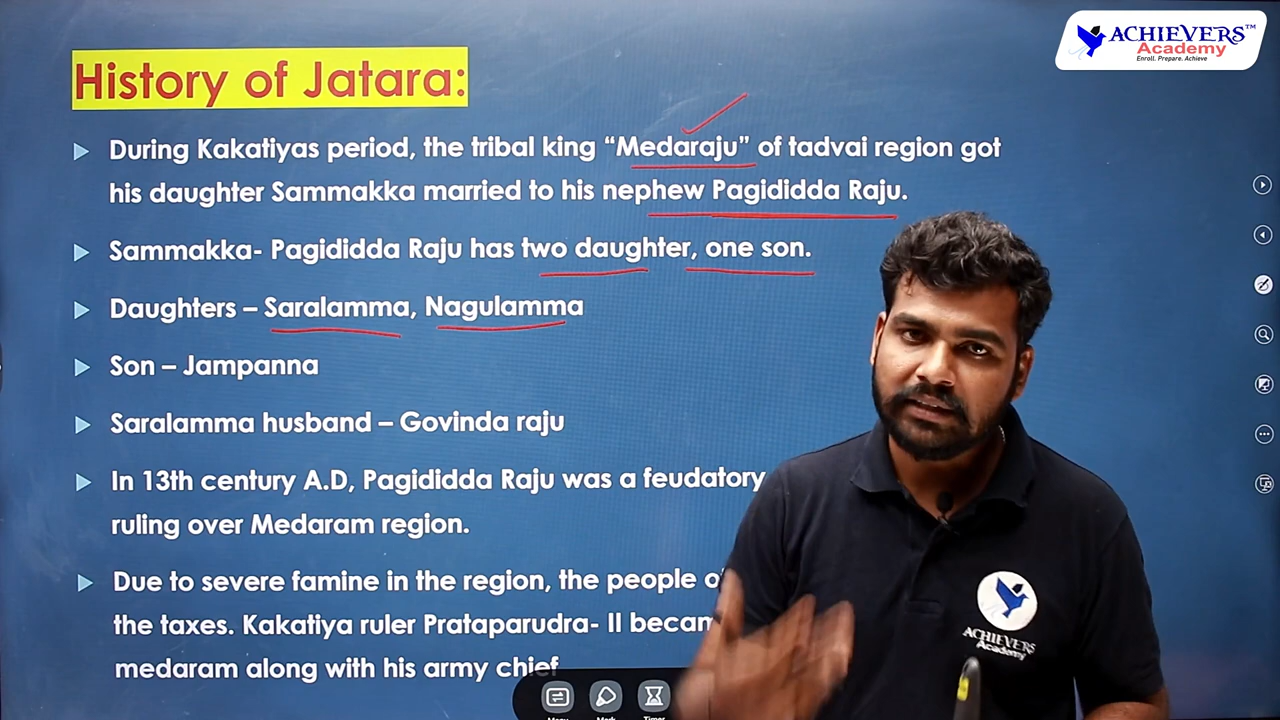 ACHIEVERS™
Academy
Enroll. Prepare. Achieve
History of Jatara:
During Kakatiyas period, the tribal king “Medaraju” of tadvai region got
his daughter Sammakka married to his nephew Pagididda Raju.
Sammakka- Pagididda Raju has two daughter, one son.
Daughters – Saralamma, Nagulamma
Son – Jampanna
Saralamma husband – Govinda raju
In 13th century A.D, Pagididda Raju was a feudatory
ruling over Medaram region.
Due to severe famine in the region, the people
the taxes. Kakatiya ruler Prataparudra- II
medaram along with his army chief
ACHIEVERS
Academy